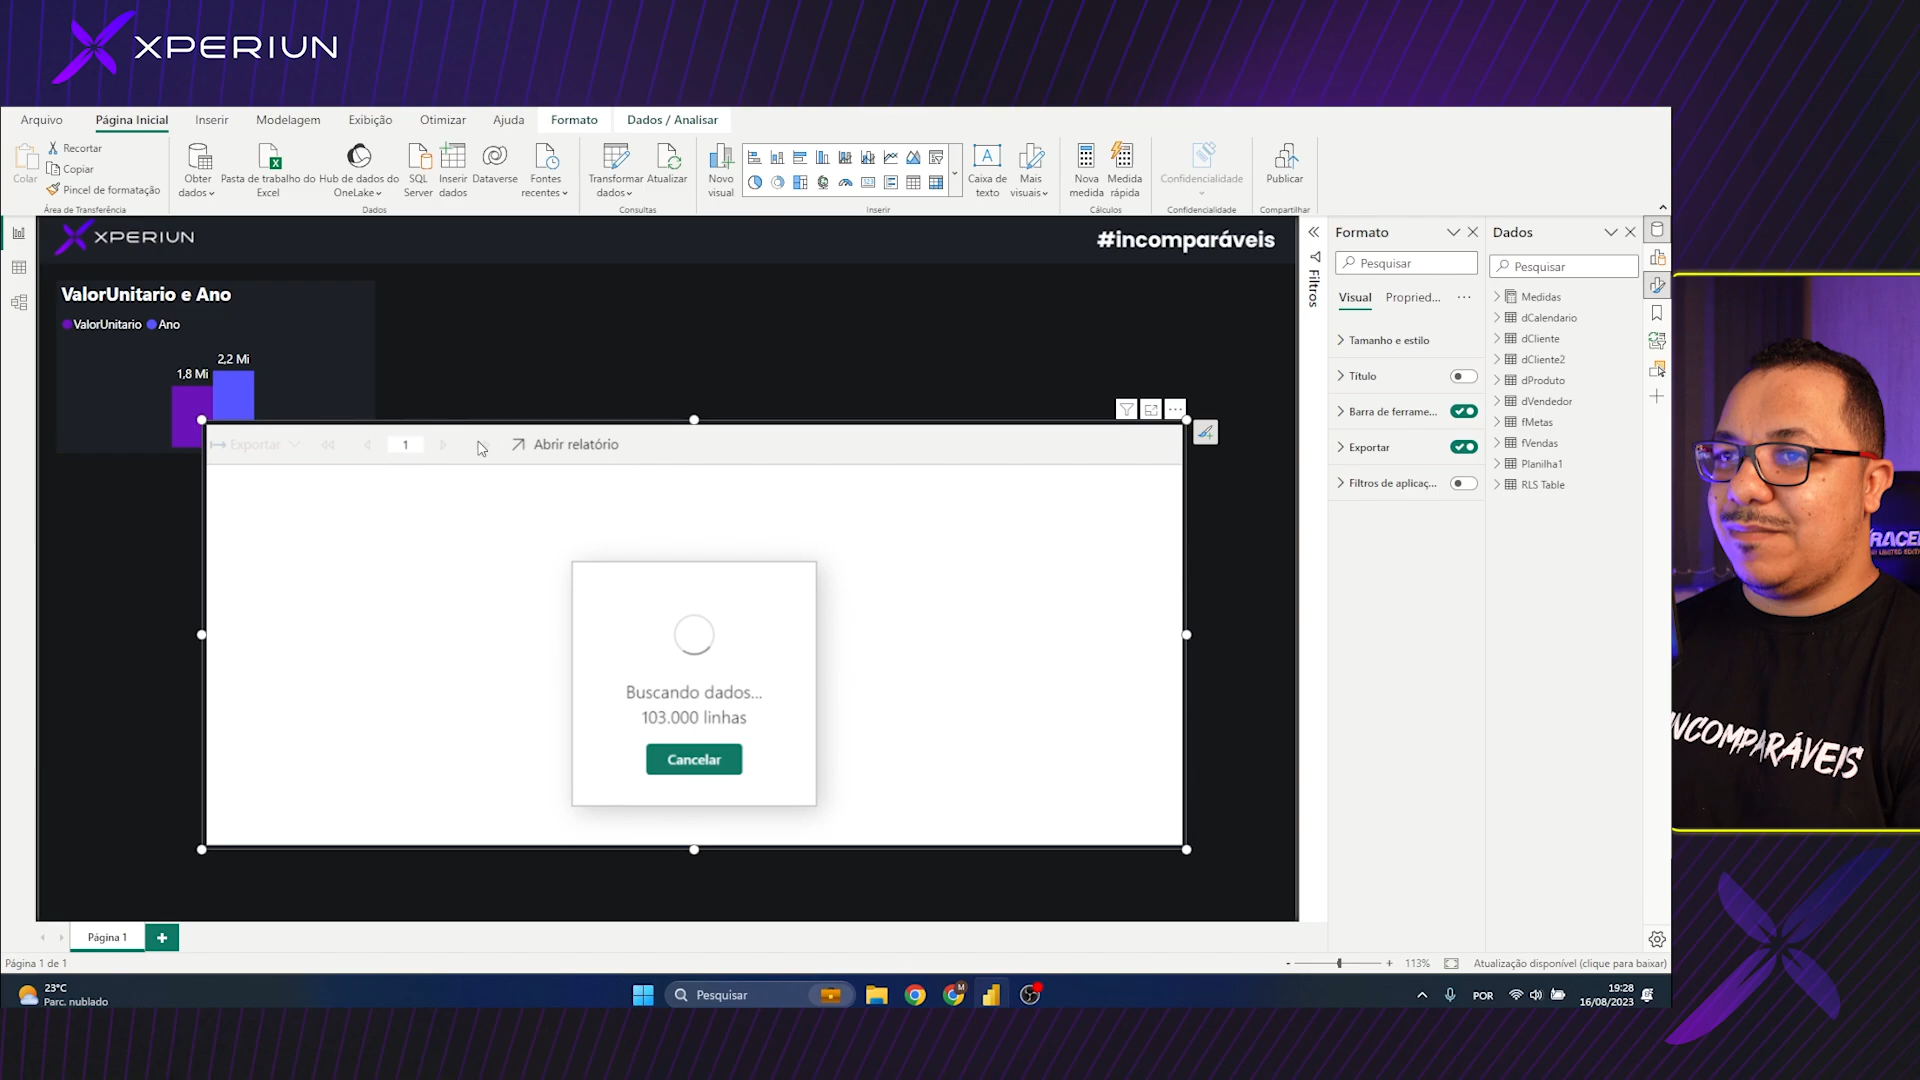 XPERIUN
Arquivo
Página Inicial
Inserir
Modelagem
Exibição
Otimizar
Ajuda
Formato
Dados / Analisar
Colar
Recortar
Copiar
Pincel de formatação
Área de Transferência
Obter dados
Pasta de trabalho do Excel
Hub de dados do OneLake
SQL Server
Inserir dados
Dataverse
Fontes recentes
Dados
Transformar dados
Atualizar
Consultas
Novo visual
Caixa de texto
Mais visuais
Inserir
Nova medida
Medida rápida
Cálculos
Confidencialidade
Confidencialidade
Publicar
Compartilhar
XPERIUN
#incomparáveis
ValorUnitario e Ano
ValorUnitario
Ano
2,2 Mi
1,8 Mi
Exportar
1
Abrir relatório
Buscando dados...
103.000 linhas
Cancelar
Filtros
Formato
Pesquisar
Visual
Propried...
Tamanho e estilo
Título
Barra de ferrame...
Exportar
Filtros de aplicaç...
Dados
Pesquisar
Medidas
dCalendario
dCliente
dCliente2
dProduto
dVendedor
fMetas
fVendas
Planilha1
RLS Table
INCOMPARÁVEIS
Página 1
Página 1 de 1
113%
Atualização disponível (clique para baixar)
23°C
Parc. nublado
Pesquisar
M
POR
19:28
16/08/2023